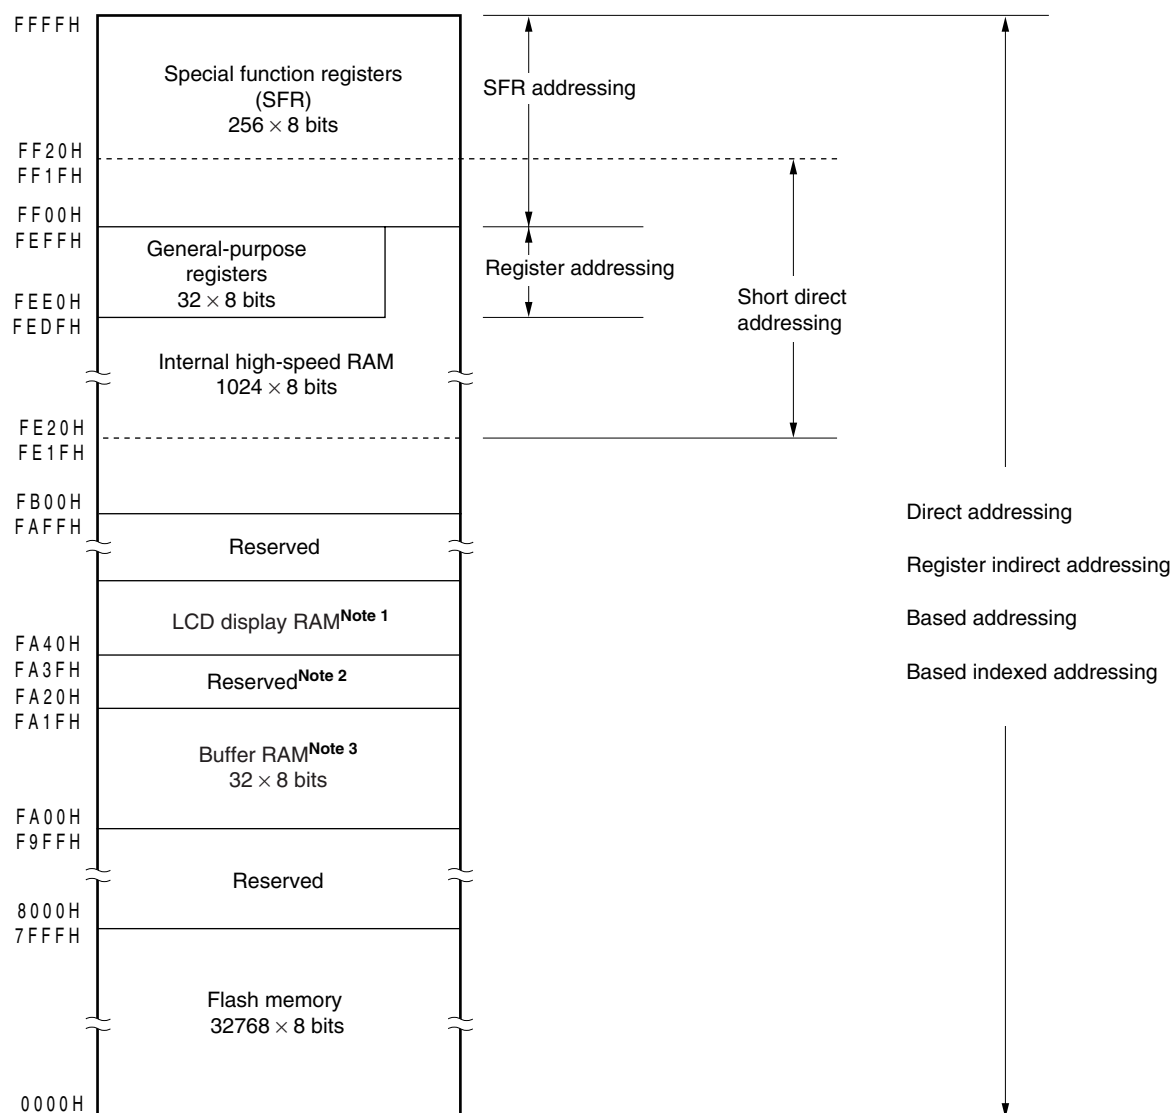 FFFFH
Special function registers
(SFR)
256 × 8 bits
SFR addressing
FF20H
FF1FH
FF00H
FEFFH
General-purpose
registers
32 × 8 bits
Register addressing
Short direct
addressing
FEE0H
FEDFH
Internal high-speed RAM
1024 × 8 bits
FE20H
FE1FH
FB00H
FAFFH
Reserved
Direct addressing
Register indirect addressing
Based addressing
Based indexed addressing
LCD display RAMNote 1
FA40H
FA3FH
ReservedNote 2
FA20H
FA1FH
Buffer RAMNote 3
32 × 8 bits
FA00H
F9FFH
Reserved
8000H
7FFFH
Flash memory
32768 × 8 bits
0000H